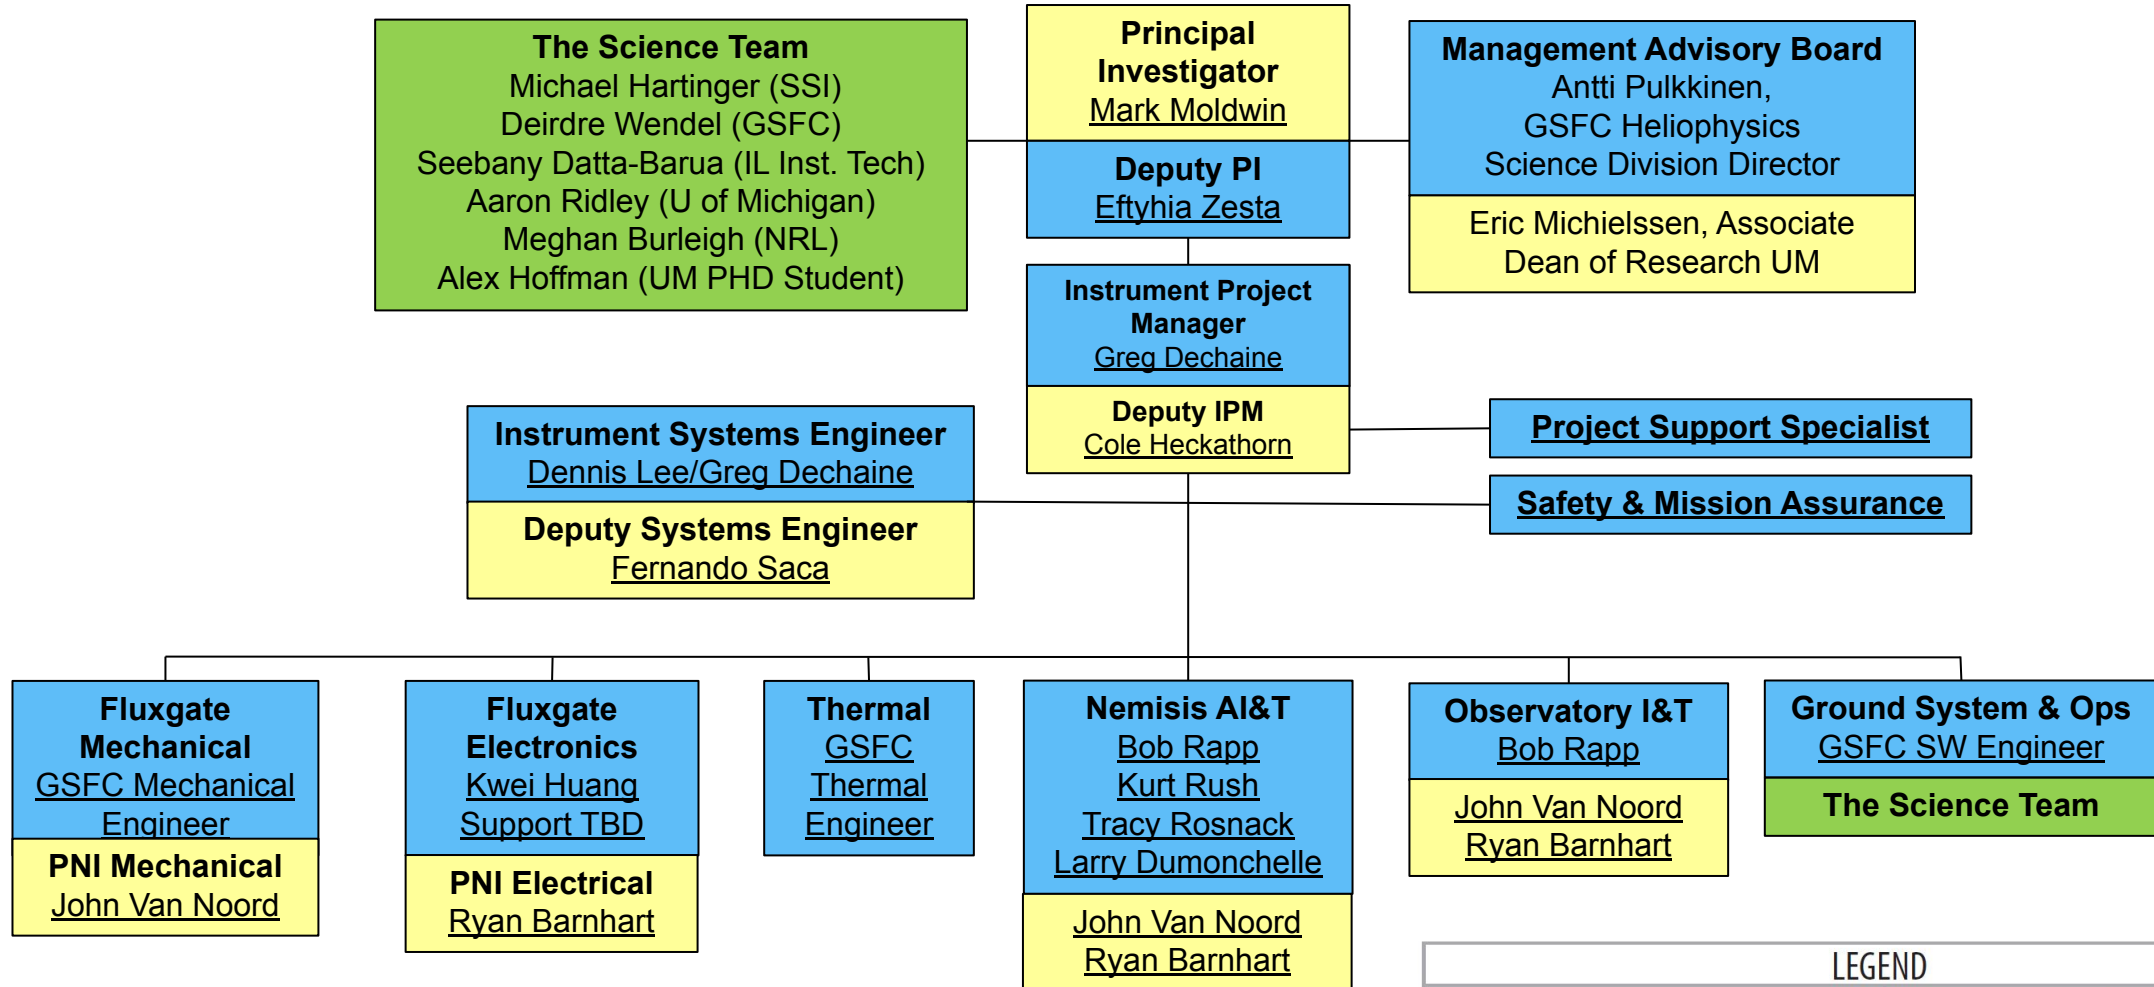 The Science Team
Michael Hartinger (SSI)
Deirdre Wendel (GSFC)
Seebany Datta-Barua (IL Inst. Tech)
Aaron Ridley (U of Michigan)
Meghan Burleigh (NRL)
Alex Hoffman (UM PHD Student)
Principal
Investigator
Mark Moldwin
Deputy PI
Eftyhia Zesta
Management Advisory Board
Antti Pulkkinen,
GSFC Heliophysics
Science Division Director
Eric Michielssen, Associate
Dean of Research UM
Instrument Project
Manager
Greg Dechaine
Deputy IPM
Cole Heckathorn
Instrument Systems Engineer
Dennis Lee/Greg Dechaine
Deputy Systems Engineer
Fernando Saca
Project Support Specialist
Safety & Mission Assurance
Fluxgate
Mechanical
GSFC Mechanical
Engineer
PNI Mechanical
John Van Noord
Fluxgate
Electronics
Kwei Huang
Support TBD
PNI Electrical
Ryan Barnhart
Thermal
GSFC
Thermal
Engineer
Nemisis AI&T
Bob Rapp
Kurt Rush
Tracy Rosnack
Larry Dumonchelle
John Van Noord
Ryan Barnhart
Observatory I&T
Bob Rapp
John Van Noord
Ryan Barnhart
Ground System & Ops
GSFC SW Engineer
The Science Team
LEGEND